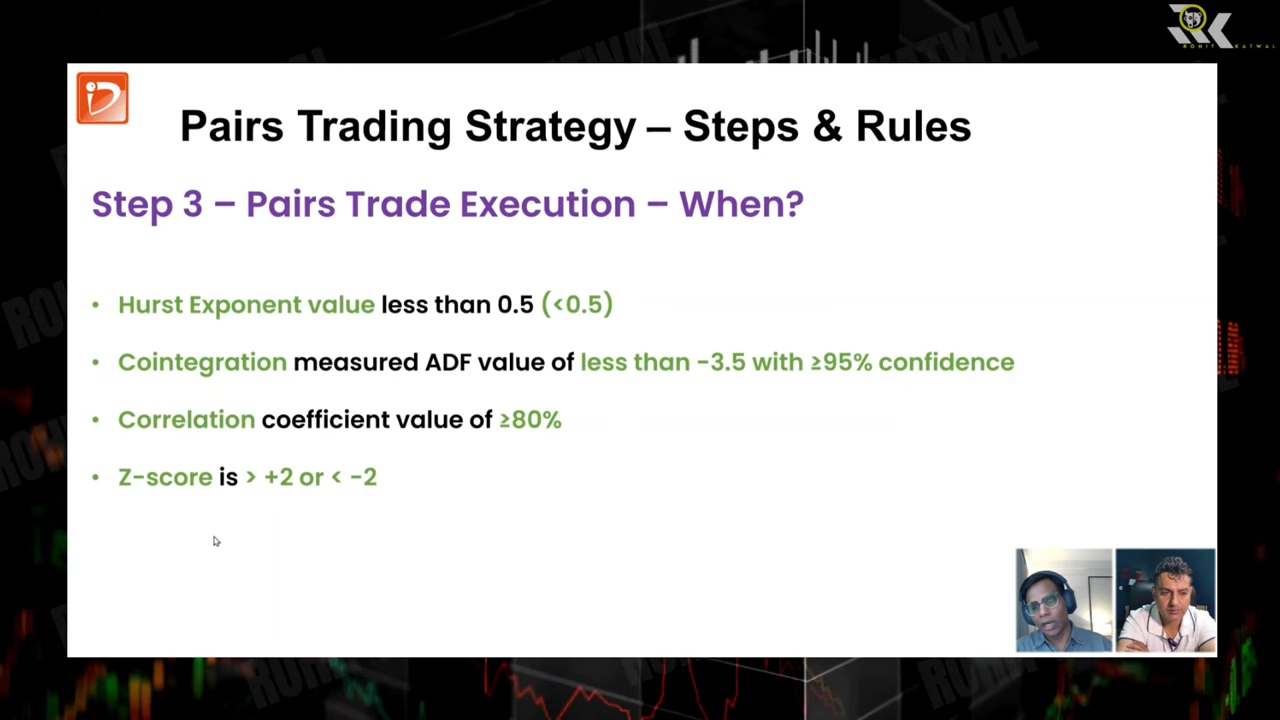 ROHIT KATWAL
Pairs Trading Strategy – Steps & Rules
Step 3 – Pairs Trade Execution – When?
• Hurst Exponent value less than 0.5 (<0.5)
• Cointegration measured ADF value of less than -3.5 with ≥95% confidence
• Correlation coefficient value of ≥80%
• Z-score is > +2 or < -2